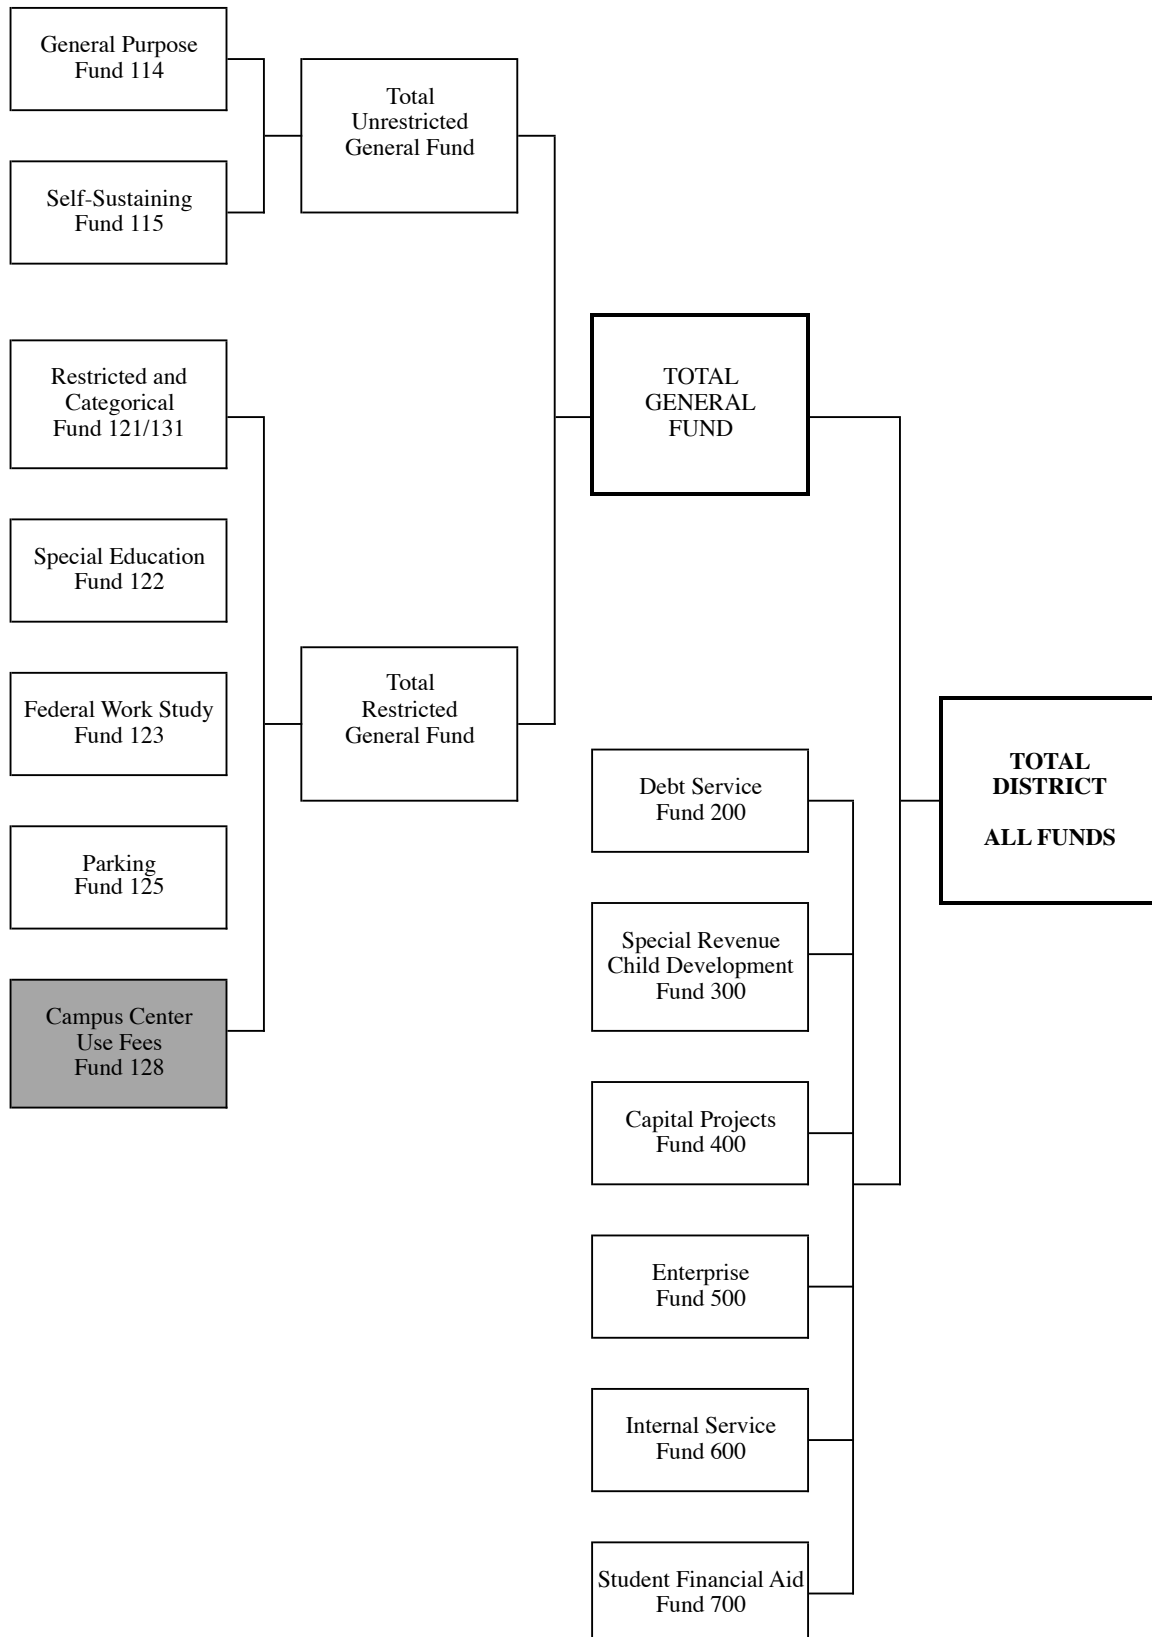 General Purpose
Fund 114
Total
Unrestricted
General Fund
Self-Sustaining
Fund 115
Restricted and
Categorical
Fund 121/131
TOTAL
GENERAL
FUND
Special Education
Fund 122
Federal Work Study
Fund 123
Total
Restricted
General Fund
Parking
Fund 125
Campus Center
Use Fees
Fund 128
Debt Service
Fund 200
TOTAL
DISTRICT
ALL FUNDS
Special Revenue
Child Development
Fund 300
Capital Projects
Fund 400
Enterprise
Fund 500
Internal Service
Fund 600
Student Financial Aid
Fund 700